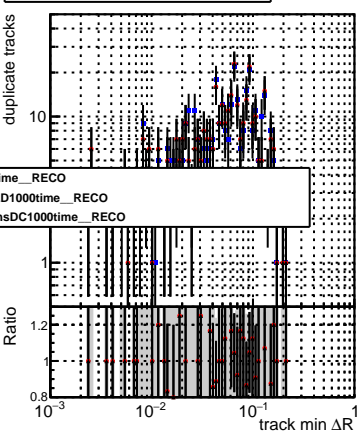 duplicate tracks
10
ime__RECO
D1000time__RECO
nsDC1000time__RECO
1
Ratio
1.2
1
0.8
10⁻³ 10⁻² 10⁻¹ 1
track min ΔR